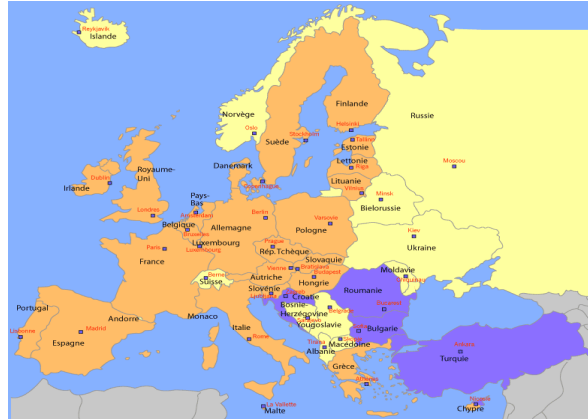 Reykjavik
Islande
Norvège
Oslo
Suède
Stockholm
Finlande
Helsinki
Tallinn
Estonie
Lettonie
Riga
Lituanie
Vilnius
Russie
Moscou
Minsk
Bielorussie
Danemark
Copenhague
Royaume-
Uni
Dublin
Irlande
Londres
Pays-
Bas
Amsterdam
Belgique
Bruxelles
Luxembourg
Luxembourg
Allemagne
Berlin
Varsovie
Pologne
Kiev
Ukraine
Paris
France
Prague
Rép. Tchèque
Slovaquie
Vienne
Bratislava
Budapest
Autriche
Hongrie
Moldavie
Berne
Suisse
Slovénie
Croatie
Roumanie
Bucarest
Bosnie-
Herzégovine
Belgrade
Yougoslavie
Bulgarie
Portugal
Lisbonne
Madrid
Espagne
Andorre
Monaco
Italie
Rome
Tirana
Albanie
Macédoine
Grèce
Athènes
Ankara
Turquie
La Vallette
Malte
Nicosie
Chypre